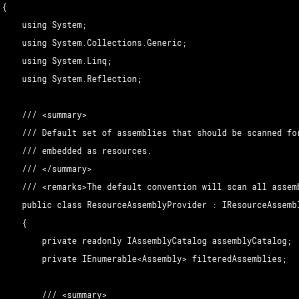 {
using System;
using System.Collections.Generic;
using System.Linq;
using System.Reflection;
/// <summary>
/// Default set of assemblies that should be scanned for
/// embedded as resources.
/// </summary>
/// <remarks>The default convention will scan all
public class ResourceAssemblyProvider :
{
private readonly IAssemblyCatalog assemblyCatalog;
private IEnumerable<Assembly> filteredAssemblies;
/// <summary>